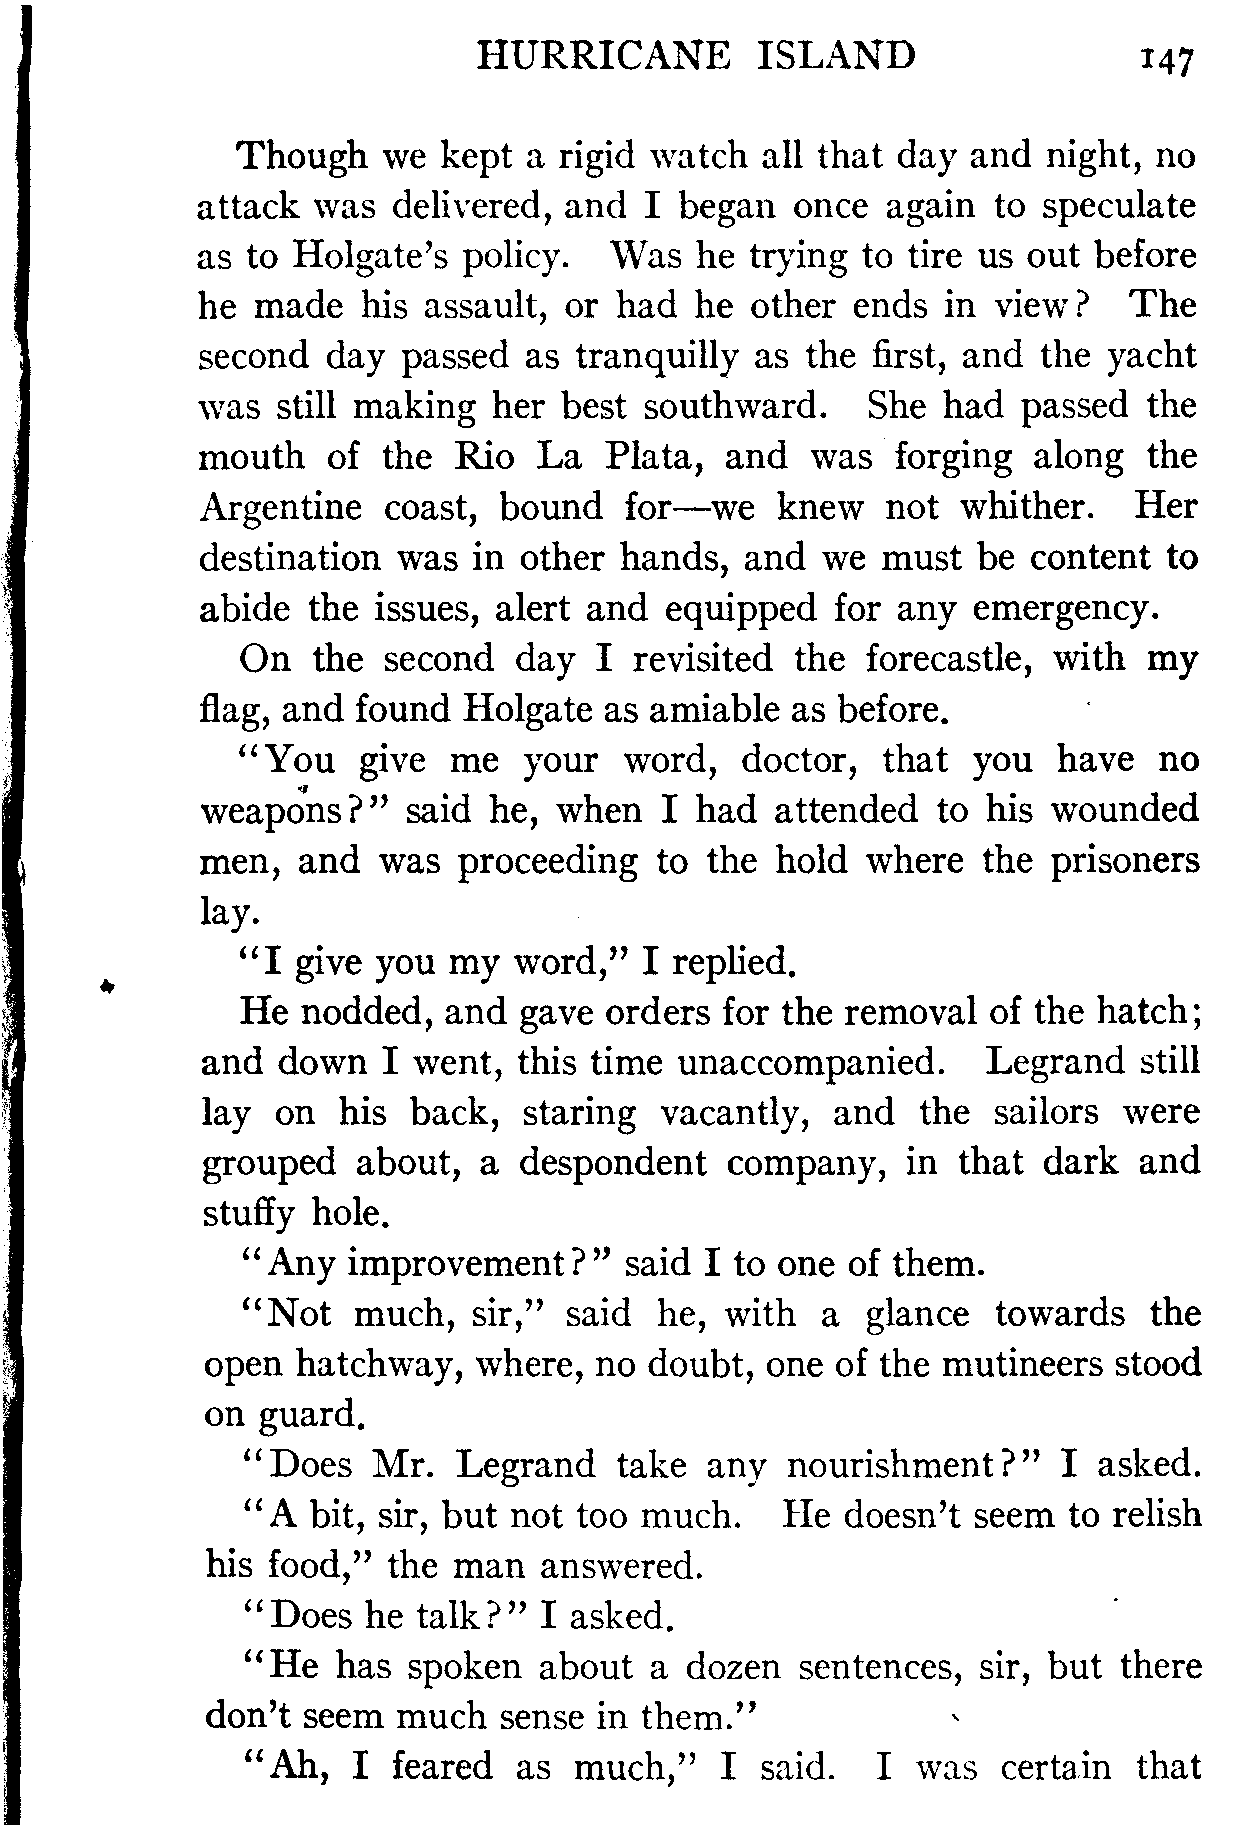 HURRICANE ISLAND 147
Though we kept a rigid watch all that day and night, no
attack was delivered, and I began once again to speculate
as to Holgate's policy. Was he trying to tire us out before
he made his assault, or had he other ends in view? The
second day passed as tranquilly as the first, and the yacht
was still making her best southward. She had passed the
mouth of the Rio La Plata, and was forging along the
Argentine coast, bound for—we knew not whither. Her
destination was in other hands, and we must be content to
abide the issues, alert and equipped for any emergency.
On the second day I revisited the forecastle, with my
flag, and found Holgate as amiable as before.
"You give me your word, doctor, that you have no
weapons?" said he, when I had attended to his wounded
men, and was proceeding to the hold where the prisoners
lay.
"I give you my word," I replied.
He nodded, and gave orders for the removal of the hatch;
and down I went, this time unaccompanied. Legrand still
lay on his back, staring vacantly, and the sailors were
grouped about, a despondent company, in that dark and
stuffy hole.
"Any improvement?" said I to one of them.
"Not much, sir," said he, with a glance towards the
open hatchway, where, no doubt, one of the mutineers stood
on guard.
"Does Mr. Legrand take any nourishment?" I asked.
"A bit, sir, but not too much. He doesn't seem to relish
his food," the man answered.
"Does he talk?" I asked.
"He has spoken about a dozen sentences, sir, but there
don't seem much sense in them."
"Ah, I feared as much," I said. I was certain that